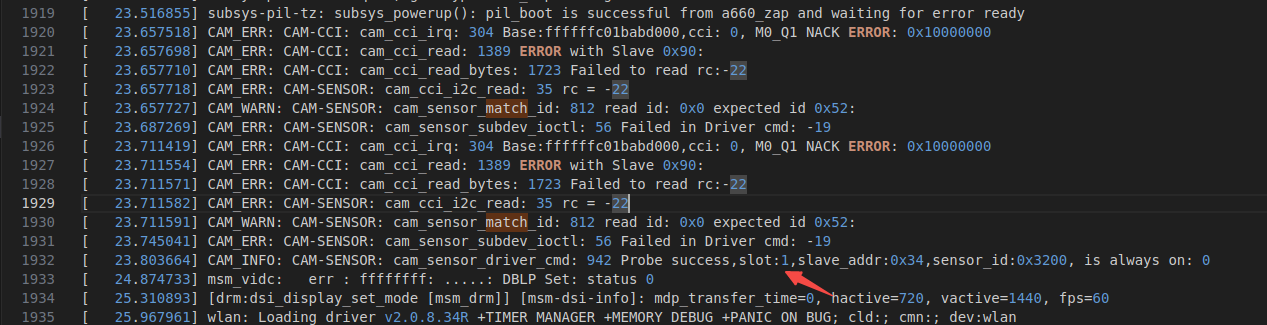 1919 [   23.516855] subsys-pil-tz: subsys_powerup(): pil_boot is successful from a660_zap and waiting for error ready
1920 [   23.657518] CAM_ERR: CAM-CCI: cam_cci_irq: 304 Base:ffffffc01babd000,cci: 0, M0_Q1 NACK ERROR: 0x10000000
1921 [   23.657698] CAM_ERR: CAM-CCI: cam_cci_read: 1389 ERROR with Slave 0x90:
1922 [   23.657710] CAM_ERR: CAM-CCI: cam_cci_read_bytes: 1723 Failed to read rc:-22
1923 [   23.657718] CAM_ERR: CAM-SENSOR: cam_cci_i2c_read: 35 rc = -22
1924 [   23.657727] CAM_WARN: CAM-SENSOR: cam_sensor_match_id: 812 read id: 0x0 expected id 0x52:
1925 [   23.687269] CAM_ERR: CAM-SENSOR: cam_sensor_subdev_ioctl: 56 Failed in Driver cmd: -19
1926 [   23.711419] CAM_ERR: CAM-CCI: cam_cci_irq: 304 Base:ffffffc01babd000,cci: 0, M0_Q1 NACK ERROR: 0x10000000
1927 [   23.711554] CAM_ERR: CAM-CCI: cam_cci_read: 1389 ERROR with Slave 0x90:
1928 [   23.711571] CAM_ERR: CAM-CCI: cam_cci_read_bytes: 1723 Failed to read rc:-22
1929 [   23.711582] CAM_ERR: CAM-SENSOR: cam_cci_i2c_read: 35 rc = -22
1930 [   23.711591] CAM_WARN: CAM-SENSOR: cam_sensor_match_id: 812 read id: 0x0 expected id 0x52:
1931 [   23.745041] CAM_ERR: CAM-SENSOR: cam_sensor_subdev_ioctl: 56 Failed in Driver cmd: -19
1932 [   23.803664] CAM_INFO: CAM-SENSOR: cam_sensor_driver_cmd: 942 Probe success,slot:1,slave_addr:0x34,sensor_id:0x3200, is always on: 0
1933 [   24.874733] msm_vidc:   err : ffffffff: .....: DBLP Set: status 0
1934 [   25.310893] [drm:dsi_display_set_mode [msm_drm]] [msm-dsi-info]: mdp_transfer_time=0, hactive=720, vactive=1440, fps=60
1935 [   25.967961] wlan: Loading driver v2.0.8.34R +TIMER MANAGER +MEMORY DEBUG +PANIC ON BUG; cld:; cmn:; dev:wlan